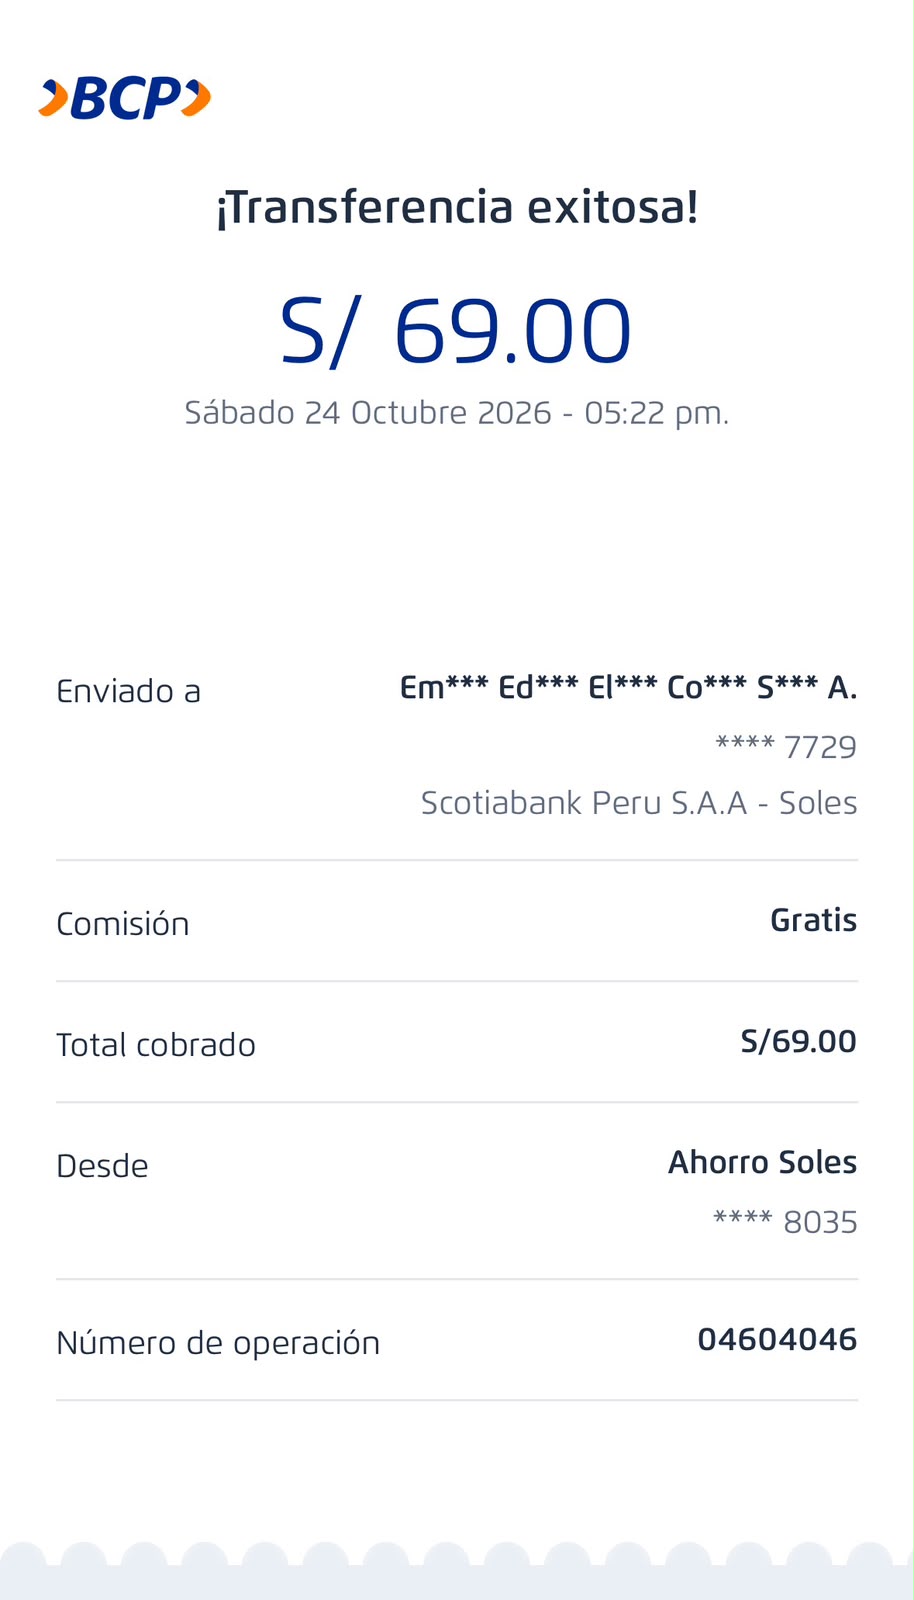 BCP
¡Transferencia exitosa!
S/ 69.00
Sábado 24 Octubre 2026 - 05:22 pm.
Enviado a
Em*** Ed*** El*** Co*** S*** A.
**** 7729
Scotiabank Peru S.A.A - Soles
Comisión
Gratis
Total cobrado
S/69.00
Desde
Ahorro Soles
**** 8035
Número de operación
04604046